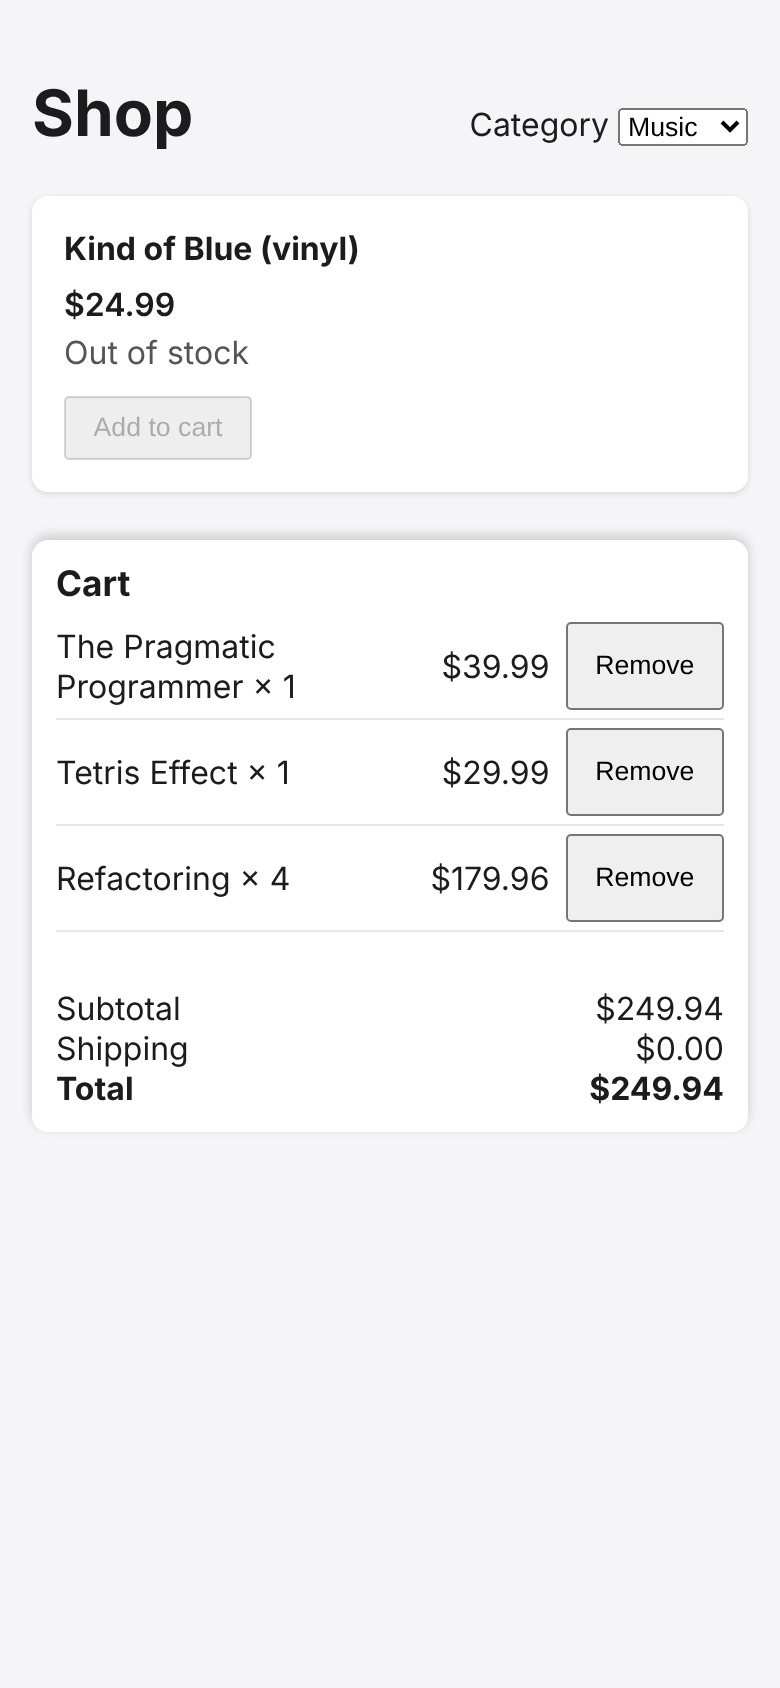 Shop
Category Music
Kind of Blue (vinyl)
$24.99
Out of stock
Add to cart
Cart
The Pragmatic
Programmer × 1 $39.99 Remove
Tetris Effect × 1 $29.99 Remove
Refactoring × 4 $179.96 Remove
Subtotal $249.94
Shipping $0.00
Total $249.94